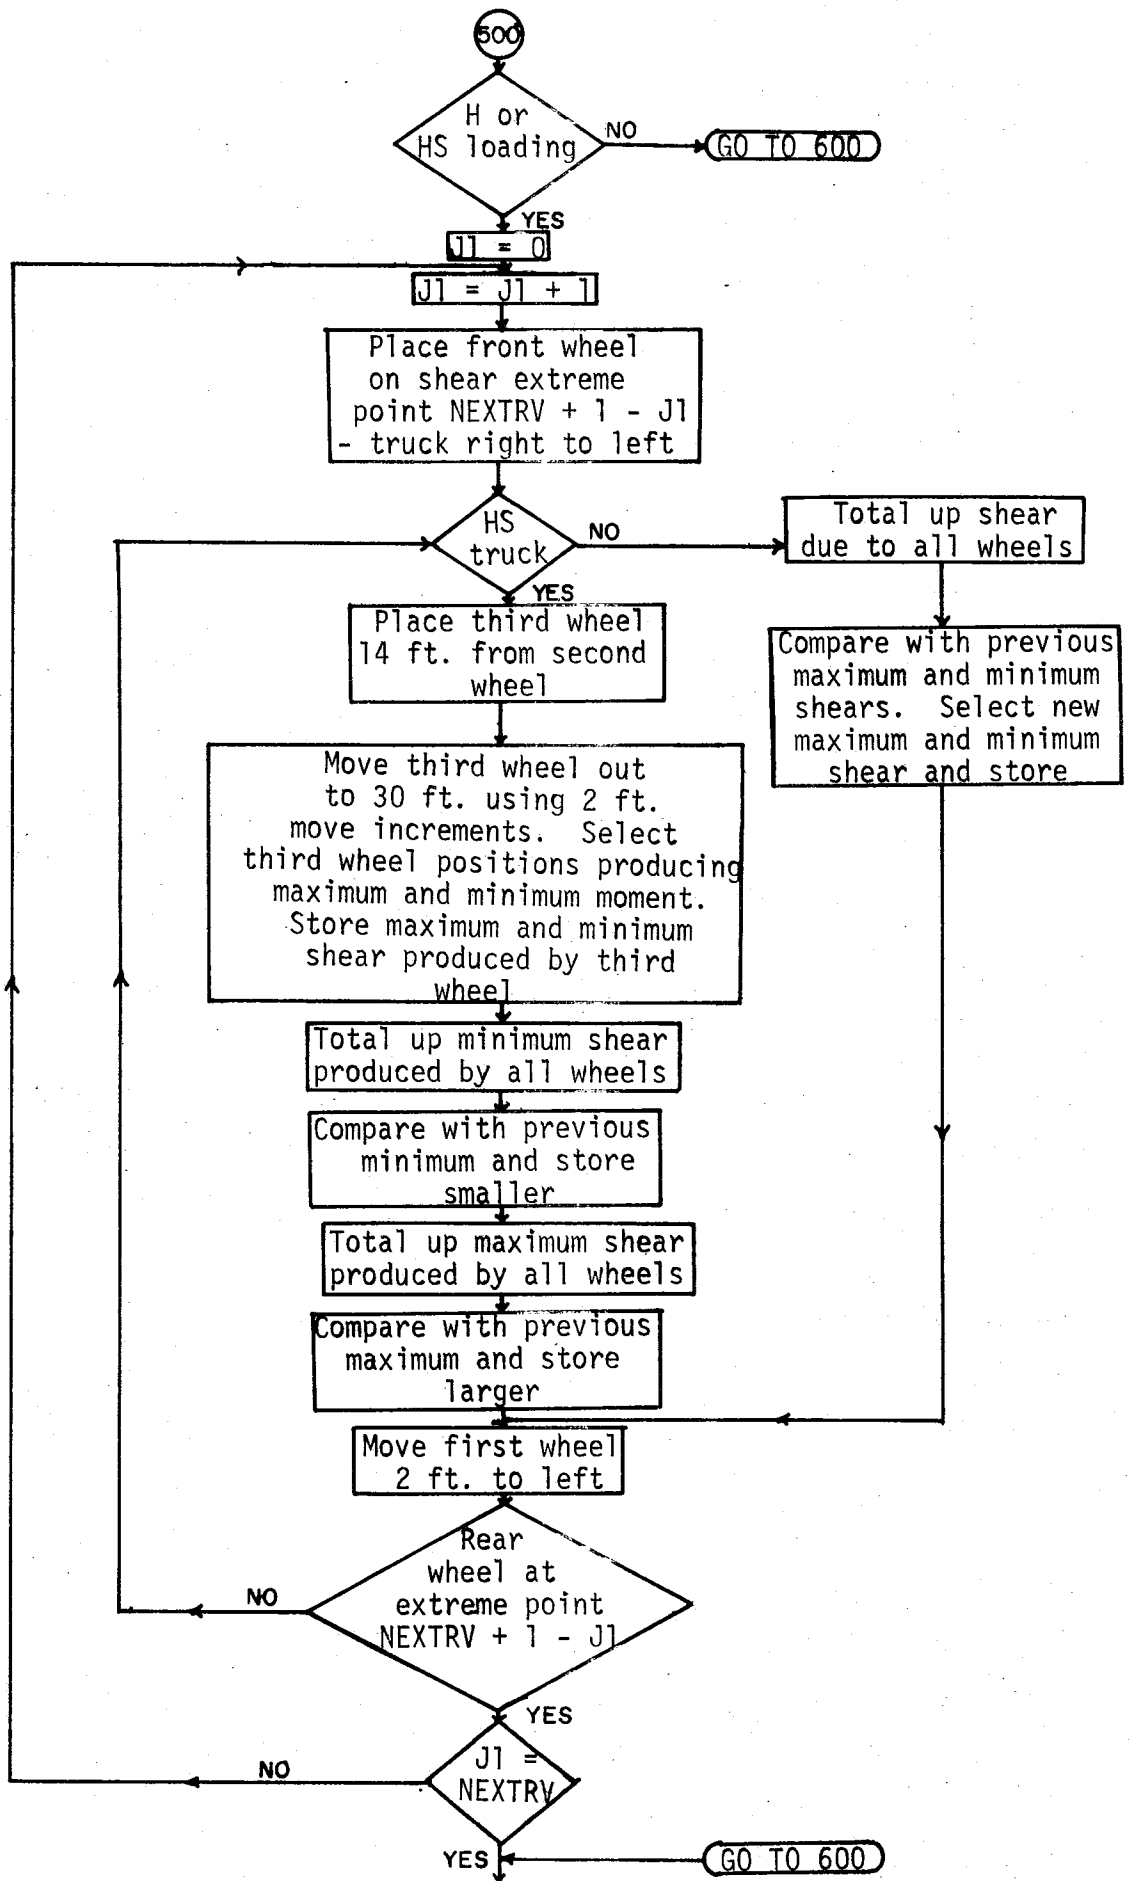 500
H or
HS loading
NO
GO TO 600
YES
J1 = 0
J1 = J1 + 1
Place front wheel
on shear extreme
point NEXTRV + 1 - J1
- truck right to left
HS
truck
NO
Total up shear
due to all wheels
YES
Place third wheel
14 ft. from second
wheel
Compare with previous
maximum and minimum
shears. Select new
maximum and minimum
shear and store
Move third wheel out
to 30 ft. using 2 ft.
move increments. Select
third wheel positions producing
maximum and minimum moment.
Store maximum and minimum
shear produced by third
wheel
Total up minimum shear
produced by all wheels
Compare with previous
minimum and store
smaller
Total up maximum shear
produced by all wheels
Compare with previous
maximum and store
larger
Move first wheel
2 ft. to left
Rear
wheel at
extreme point
NEXTRV + 1 - J1
NO
YES
J1 =
NEXTRV
NO
YES
GO TO 600